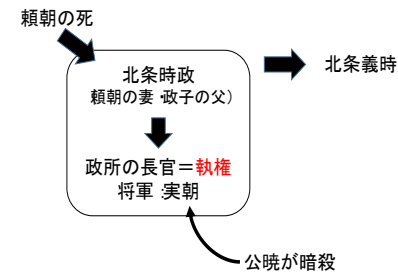 頼朝の死
北条時政
頼朝の妻・政子の父）
北条義時
政所の長官＝執権
将軍：実朝
公暁が暗殺